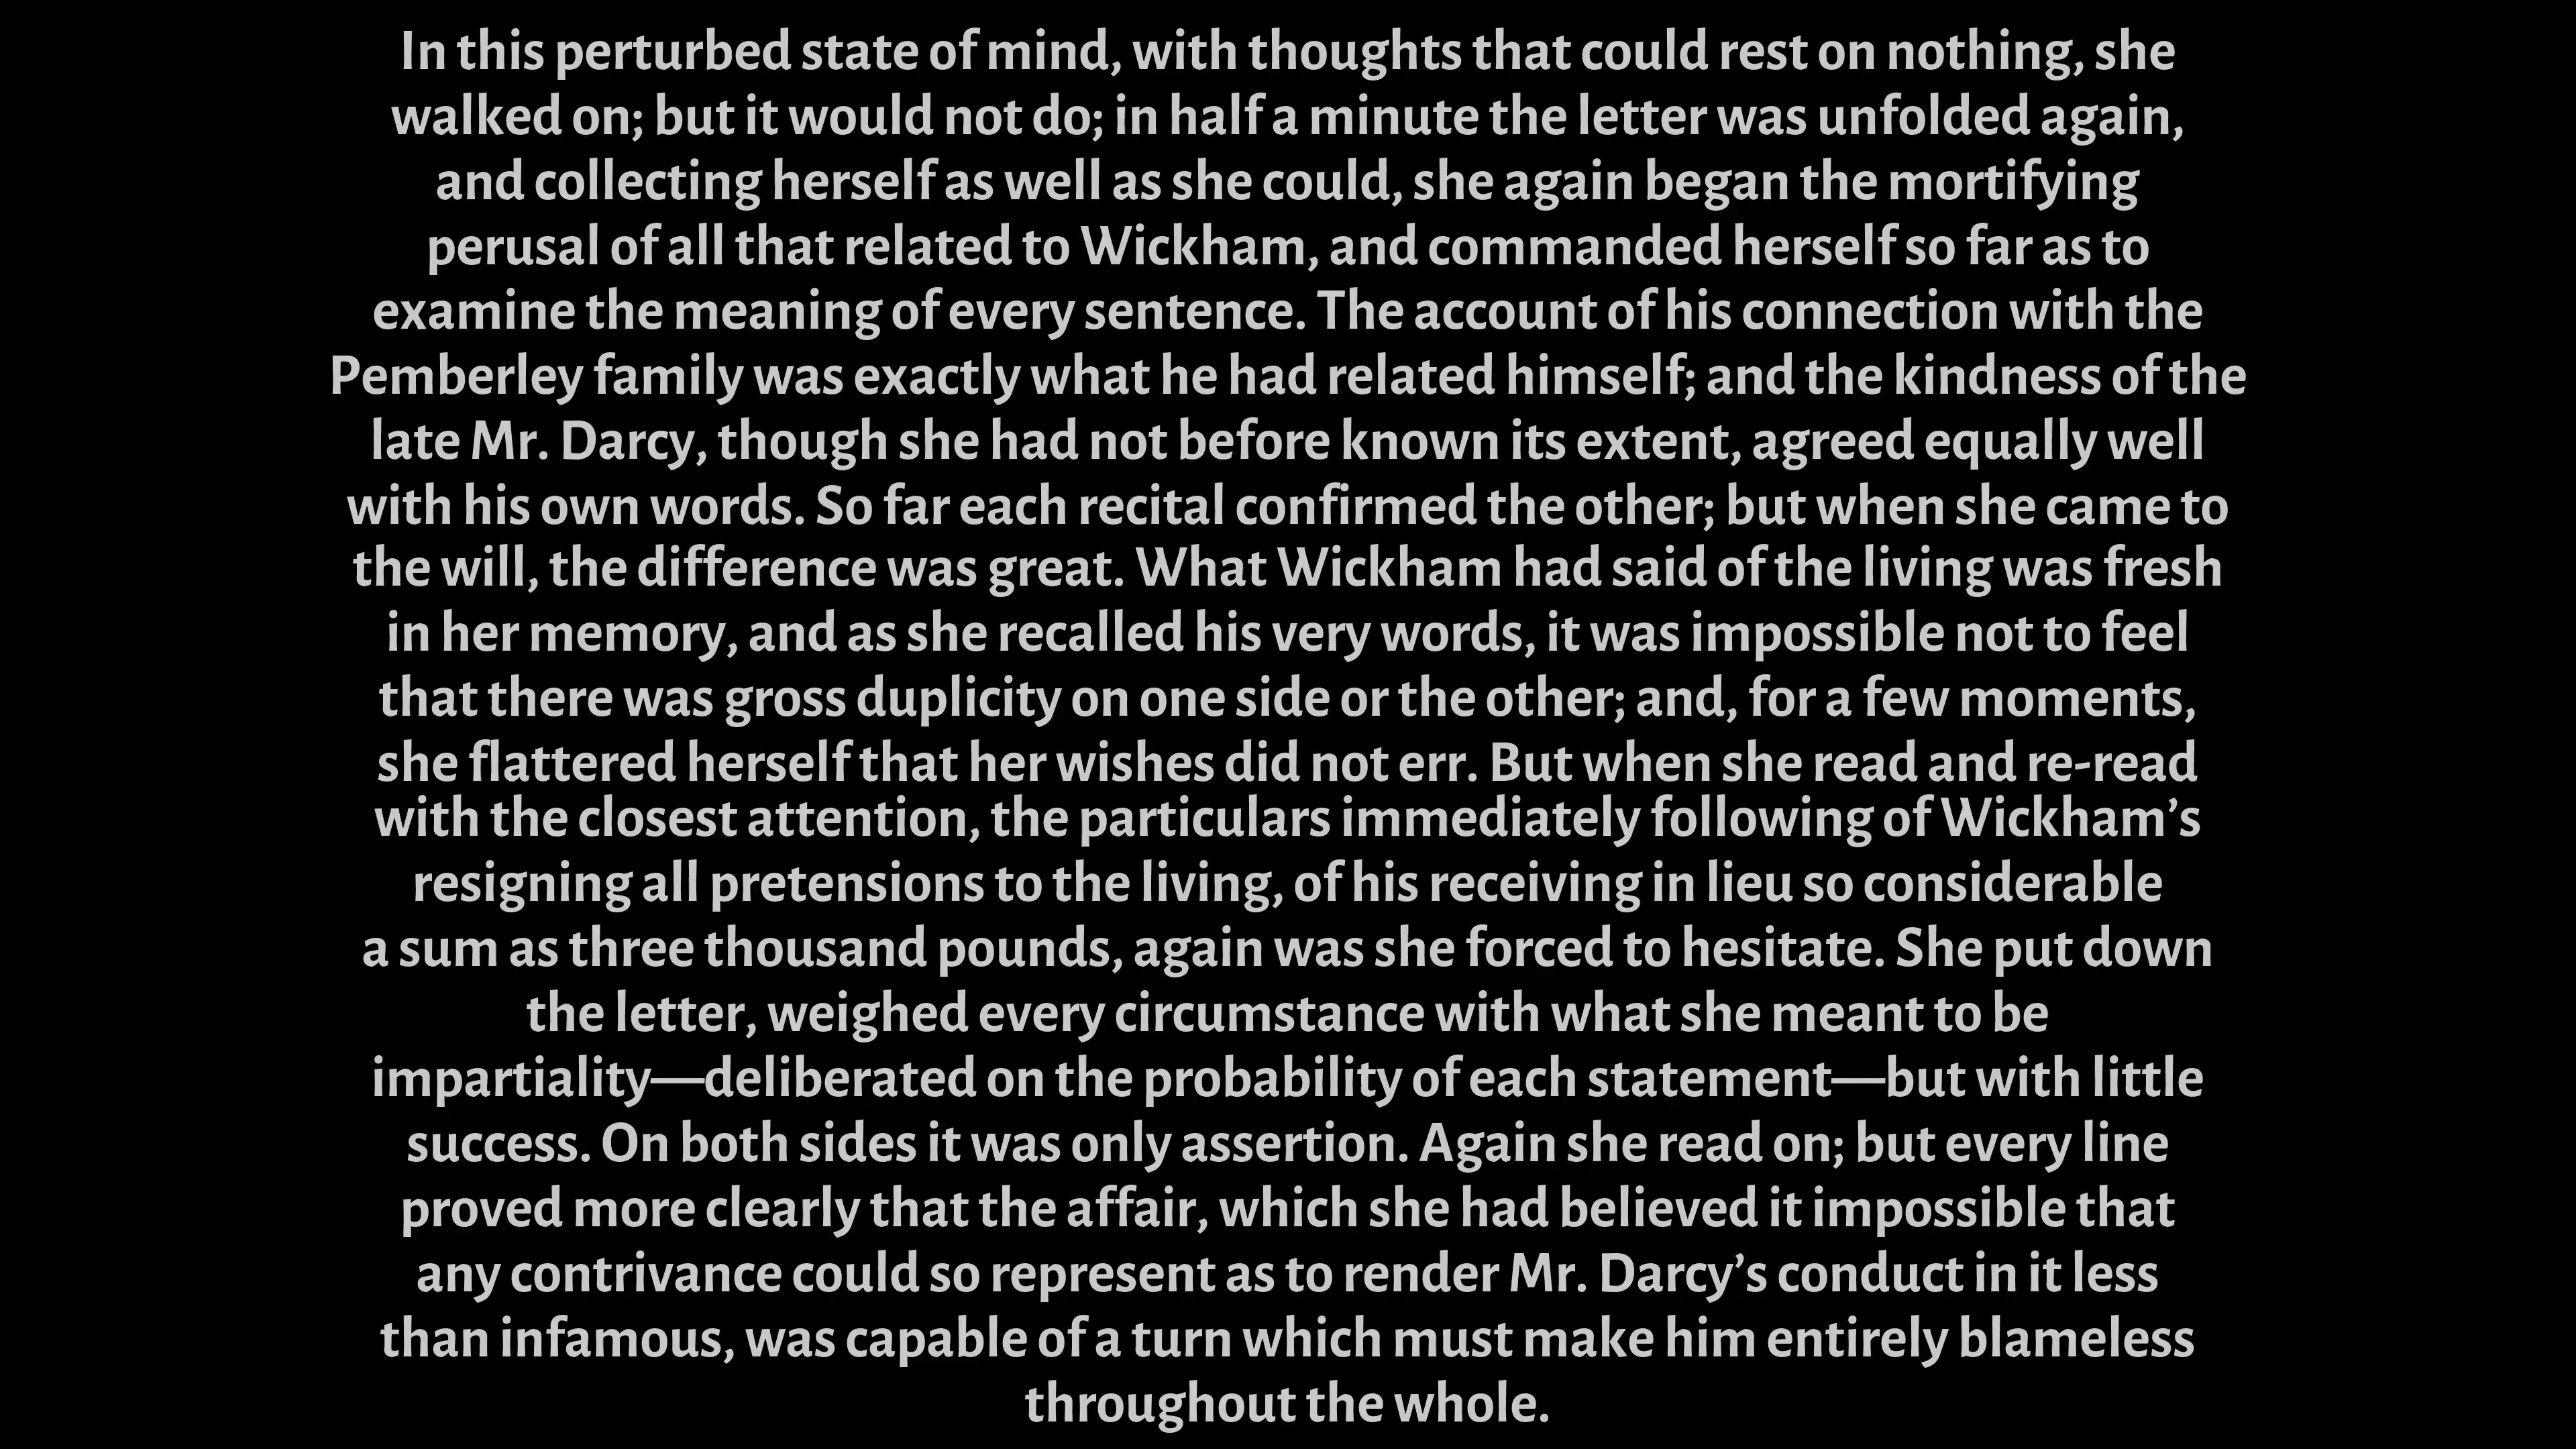 In this perturbed state of mind, with thoughts that could rest on nothing, she
walked on; but it would not do; in half a minute the letter was unfolded again,
and collecting herself as well as she could, she again began the mortifying
perusal of all that related to Wickham, and commanded herself so far as to
examine the meaning of every sentence. The account of his connection with the
Pemberley family was exactly what he had related himself; and the kindness of the
late Mr. Darcy, though she had not before known its extent, agreed equally well
with his own words. So far each recital confirmed the other; but when she came to
the will, the difference was great. What Wickham had said of the living was fresh
in her memory, and as she recalled his very words, it was impossible not to feel
that there was gross duplicity on one side or the other; and, for a few moments,
she flattered herself that her wishes did not err. But when she read and re-read
with the closest attention, the particulars immediately following of Wickham’s
resigning all pretensions to the living, of his receiving in lieu so considerable
a sum as three thousand pounds, again was she forced to hesitate. She put down
the letter, weighed every circumstance with what she meant to be
impartiality—deliberated on the probability of each statement—but with little
success. On both sides it was only assertion. Again she read on; but every line
proved more clearly that the affair, which she had believed it impossible that
any contrivance could so represent as to render Mr. Darcy’s conduct in it less
than infamous, was capable of a turn which must make him entirely blameless
throughout the whole.